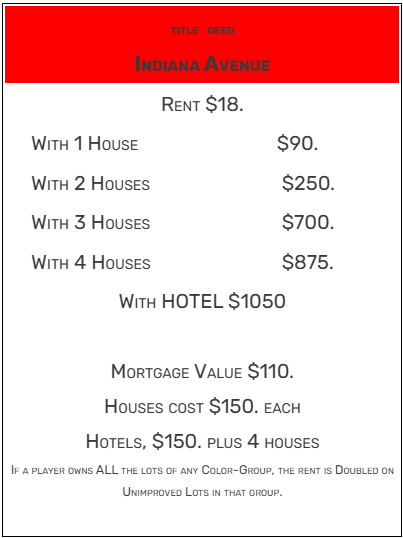 TITLE DEED
INDIANA AVENUE
RENT $18.
WITH 1 HOUSE $90.
WITH 2 HOUSES $250.
WITH 3 HOUSES $700.
WITH 4 HOUSES $875.
WITH HOTEL $1050
MORTGAGE VALUE $110.
HOUSES COST $150. EACH
HOTELS, $150. PLUS 4 HOUSES
IF A PLAYER OWNS ALL THE LOTS OF ANY COLOR-GROUP, THE RENT IS DOUBLED ON
UNIMPROVED LOTS IN THAT GROUP.